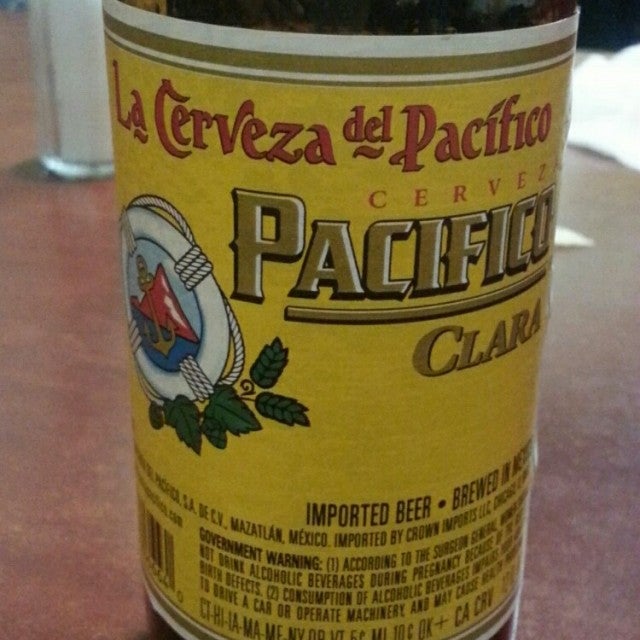 La Cerveza del Pacífico
CERVEZ
PACIFICO
CLARA
IMPORTED BEER • BREWED IN
PACIFICO, S.A. DE C.V. MAZATLÁN, MÉXICO. IMPORTED BY CROWN IMPORTS LLC,
GOVERNMENT WARNING: (1) ACCORDING TO THE SURGEON GENERAL,
NOT DRINK ALCOHOLIC BEVERAGES DURING PREGNANCY BECAUSE OF
BIRTH DEFECTS. (2) CONSUMPTION OF ALCOHOLIC BEVERAGES
TO DRIVE A CAR OR OPERATE MACHINERY, AND MAY CAUSE
CT-HI-IA-MA-ME-NY-OR-VT 5¢ MI 10¢ OK+ CA CRV